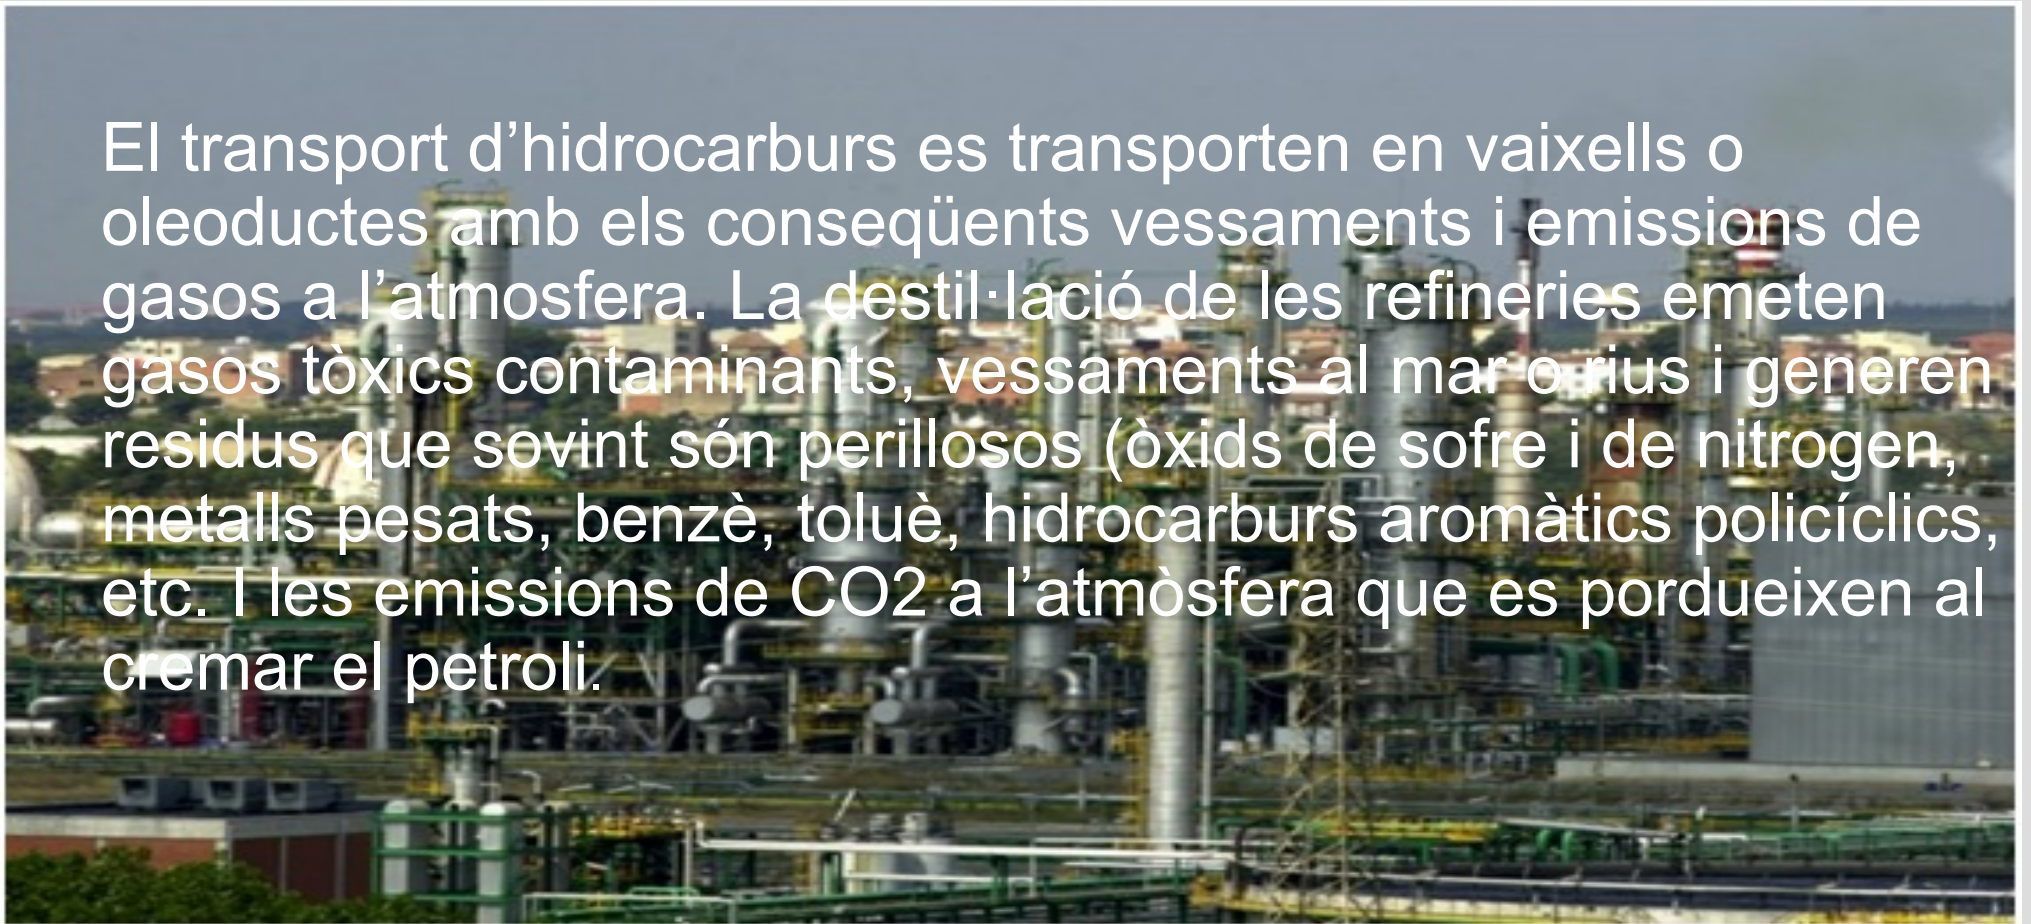 El transport d’hidrocarburs es transporten en vaixells o
oleoductes amb els conseqüents vessaments i emissions de
gasos a l’atmosfera. La destil·lació de les refineries emeten
gasos tòxics contaminants, vessaments al mar o rius i generen
residus que sovint són perillosos (òxids de sofre i de nitrogen,
metalls pesats, benzè, toluè, hidrocarburs aromàtics policíclics,
etc. I les emissions de CO2 a l’atmòsfera que es pordueixen al
cremar el petroli.